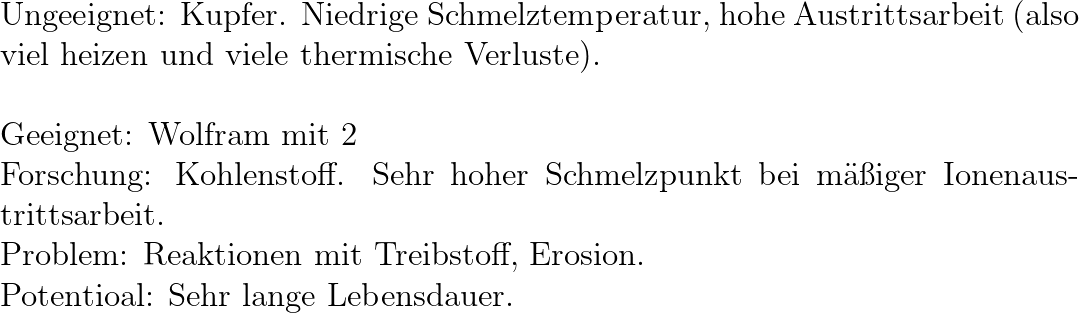 Ungeeignet: Kupfer. Niedrige Schmelztemperatur, hohe Austrittsarbeit (also
viel heizen und viele thermische Verluste).
Geeignet: Wolfram mit 2
Forschung: Kohlenstoff. Sehr hoher Schmelzpunkt bei mäßiger Ionenaus-
trittsarbeit.
Problem: Reaktionen mit Treibstoff, Erosion.
Potentioal: Sehr lange Lebensdauer.